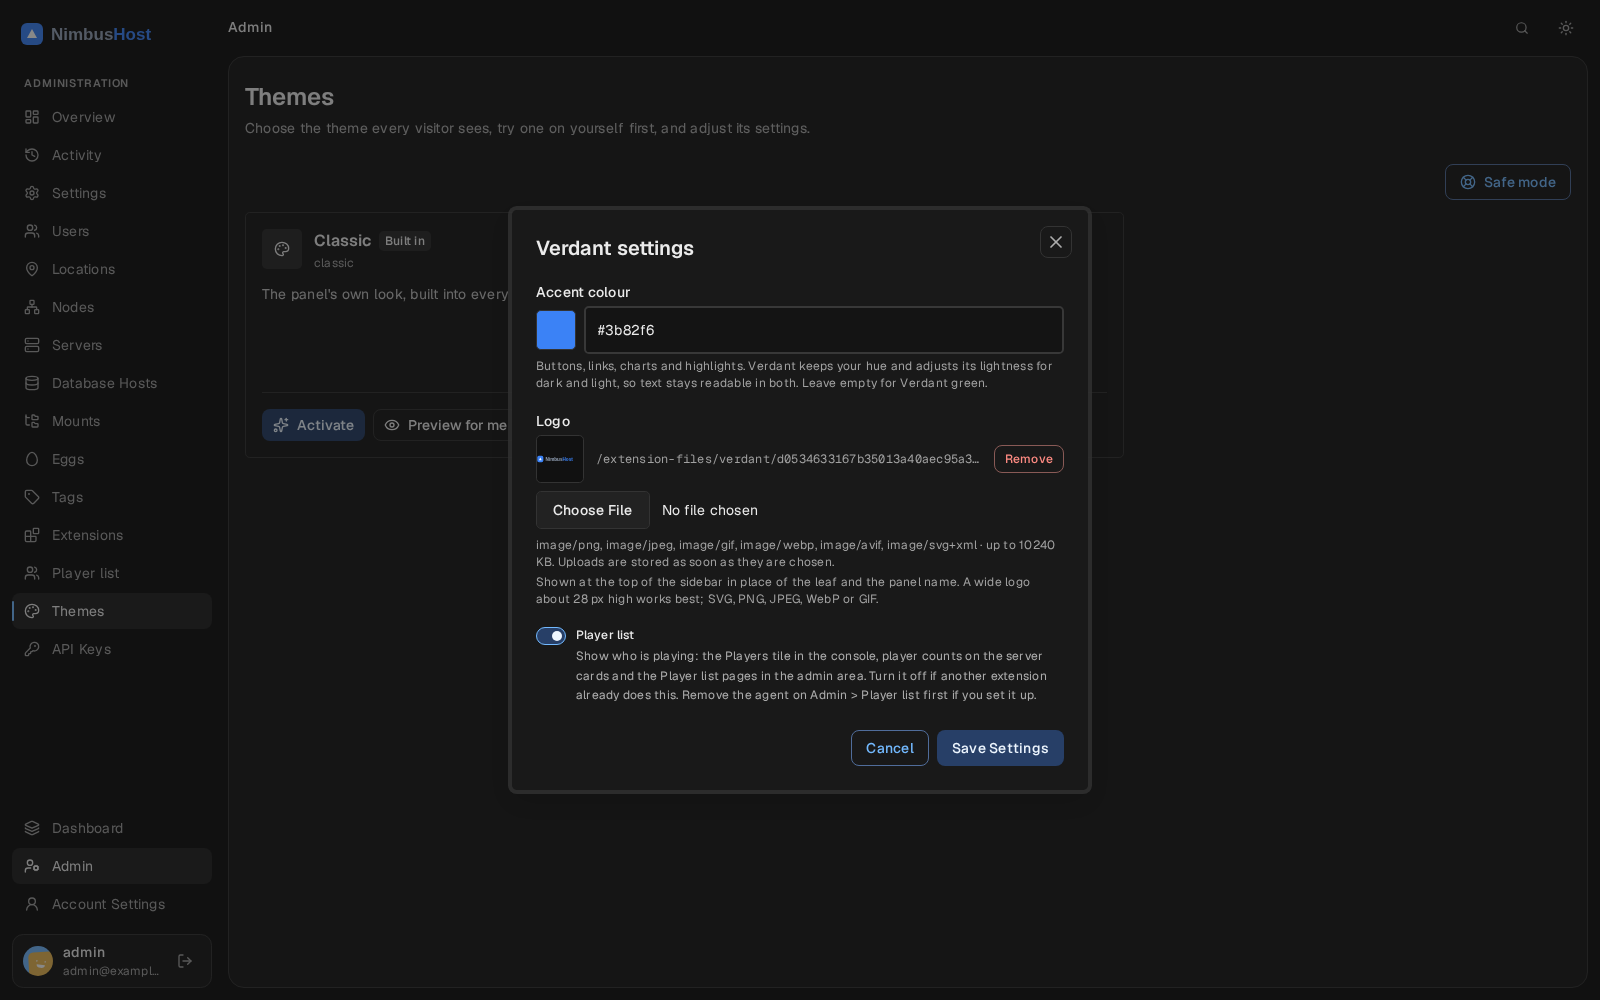 NimbusHost
Admin
ADMINISTRATION
Overview
Activity
Settings
Users
Locations
Nodes
Servers
Database Hosts
Mounts
Eggs
Tags
Extensions
Player list
Themes
API Keys
Dashboard
Admin
Account Settings
admin
admin@exampl…
Themes
Choose the theme every visitor sees, try one on yourself first, and adjust its settings.
Safe mode
Classic Built in
classic
The panel's own look, built into every
Activate
Preview for me
Verdant settings
Accent colour
#3b82f6
Buttons, links, charts and highlights. Verdant keeps your hue and adjusts its lightness for
dark and light, so text stays readable in both. Leave empty for Verdant green.
Logo
NimbusHost
/extension-files/verdant/d0534633167b35013a40aec95a3…
Remove
Choose File No file chosen
image/png, image/jpeg, image/gif, image/webp, image/avif, image/svg+xml · up to 10240
KB. Uploads are stored as soon as they are chosen.
Shown at the top of the sidebar in place of the leaf and the panel name. A wide logo
about 28 px high works best; SVG, PNG, JPEG, WebP or GIF.
Player list
Show who is playing: the Players tile in the console, player counts on the server
cards and the Player list pages in the admin area. Turn it off if another extension
already does this. Remove the agent on Admin > Player list first if you set it up.
Cancel
Save Settings